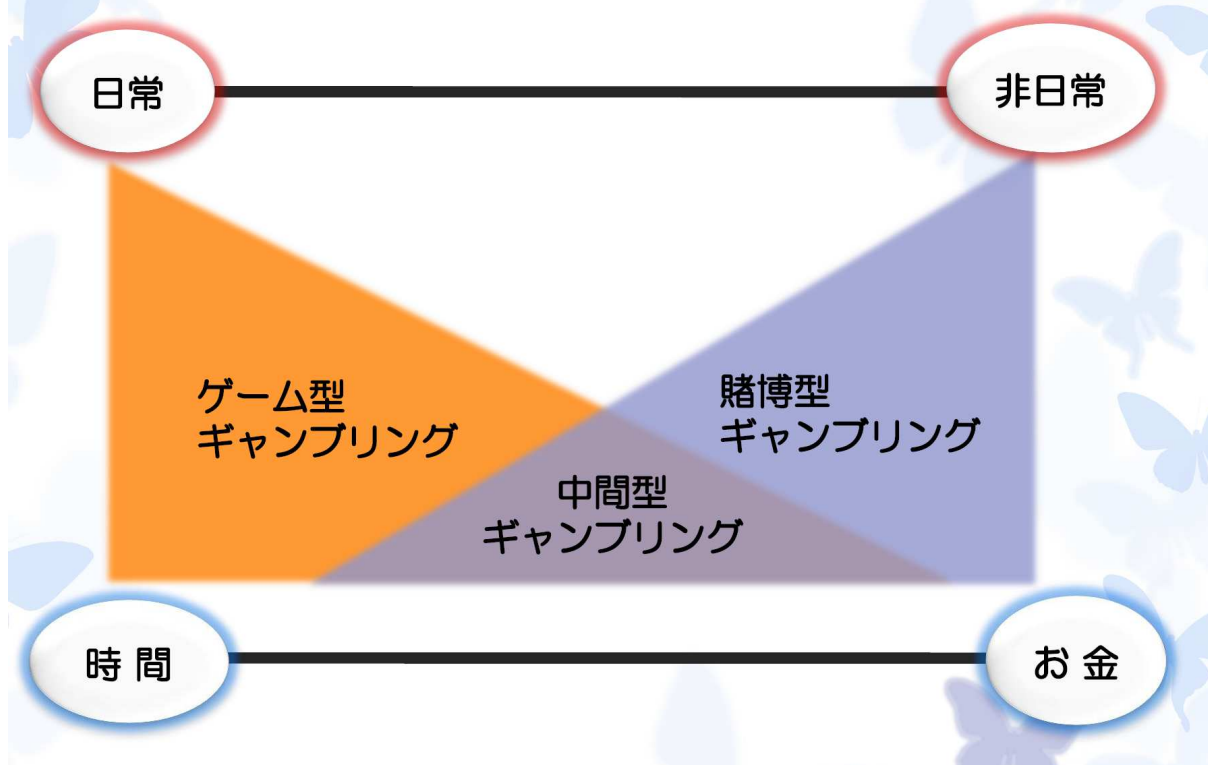 日常
非日常
ゲーム型
ギャンブリング
賭博型
ギャンブリング
中間型
ギャンブリング
時間
お金